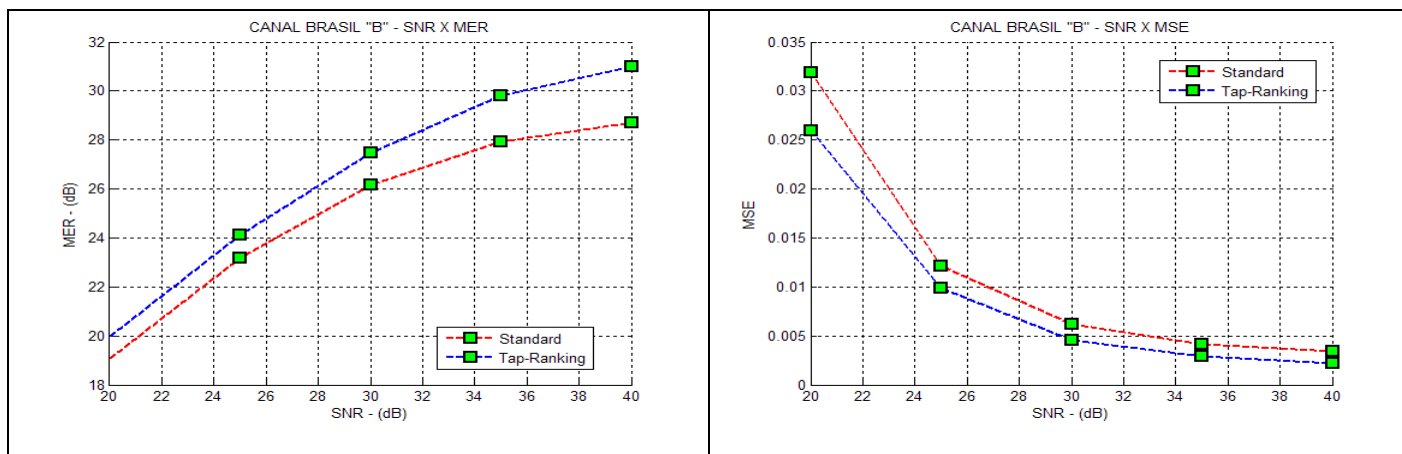 CANAL BRASIL "B" - SNR X MER
32
30
28
26
24
22
20
18
MER - (dB)
Standard
Tap-Ranking
20 22 24 26 28 30 32 34 36 38 40
SNR - (dB)
CANAL BRASIL "B" - SNR X MSE
0.035
0.03
0.025
0.02
0.015
0.01
0.005
0
MSE
Standard
Tap-Ranking
20 22 24 26 28 30 32 34 36 38 40
SNR - (dB)